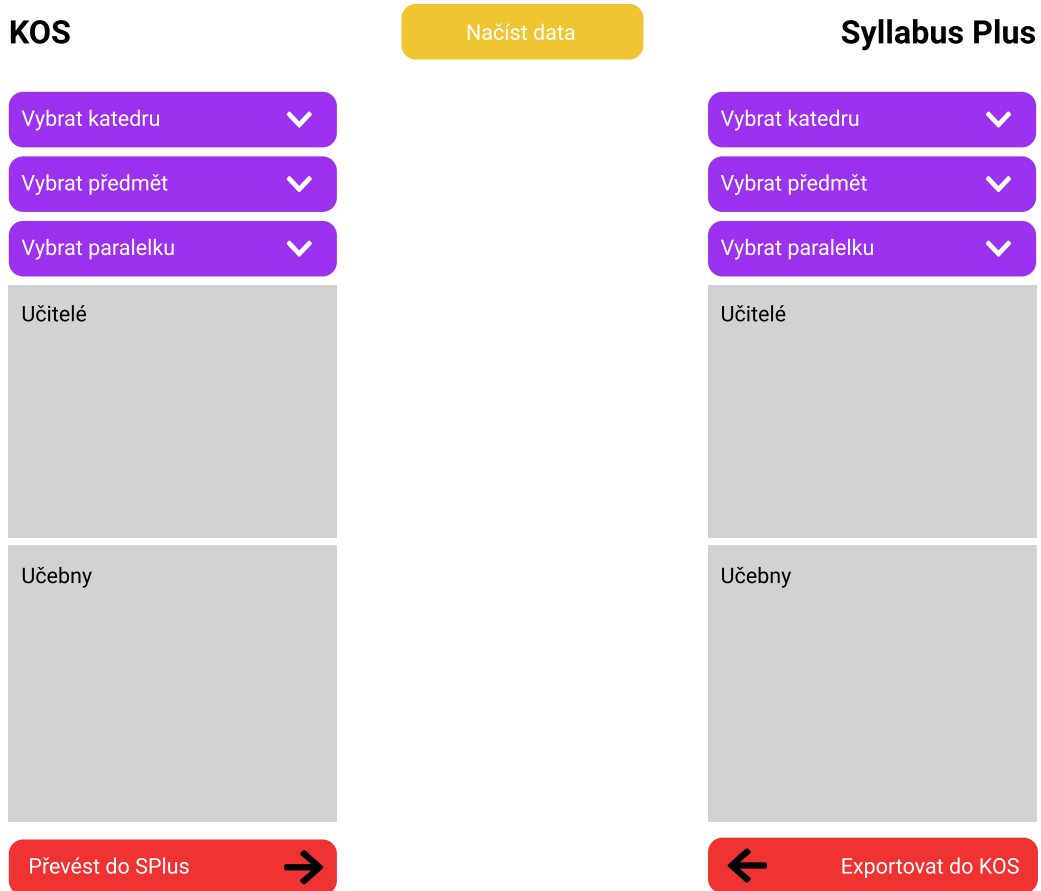 KOS
Načíst data
Syllabus Plus
Vybrat katedru
Vybrat předmět
Vybrat paralelku
Učitelé
Učebny
Převést do SPlus
Vybrat katedru
Vybrat předmět
Vybrat paralelku
Učitelé
Učebny
Exportovat do KOS